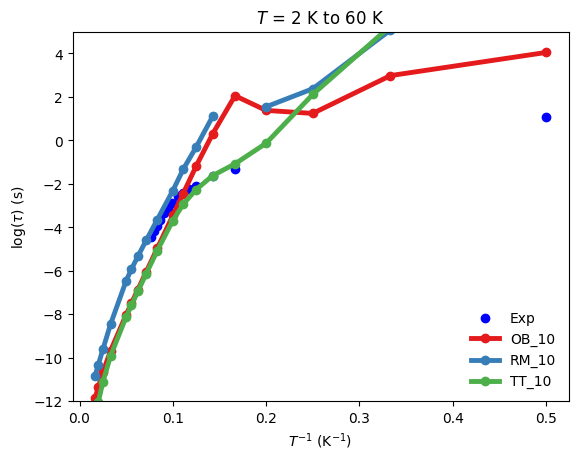 T = 2 K to 60 K
log(τ) (s)
4
2
0
−2
−4
−6
−8
−10
−12
Exp
OB_10
RM_10
TT_10
0.0 0.1 0.2 0.3 0.4 0.5
T⁻¹ (K⁻¹)